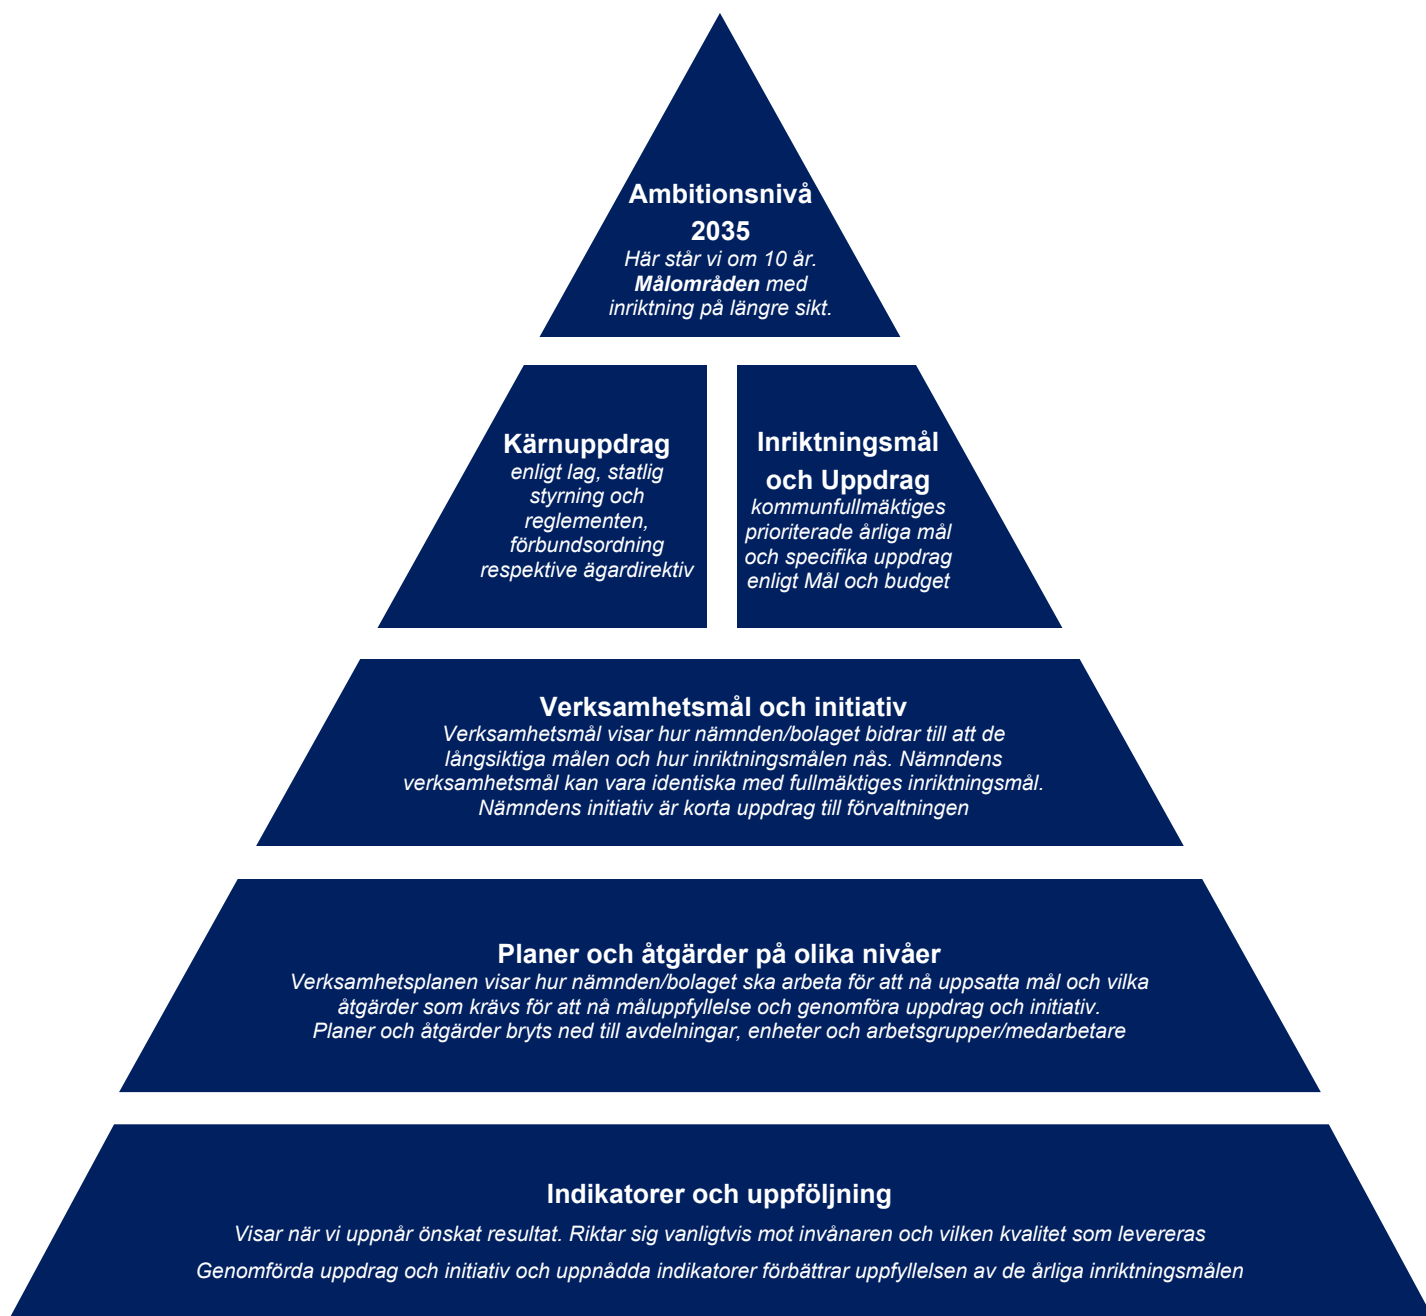 Ambitionsnivå
2035
Här står vi om 10 år.
Målområden med
inriktning på längre sikt.
Kärnuppdrag
enligt lag, statlig
styrning och
reglementen,
förbundsordning
respektive ägardirektiv
Inriktningsmål
och Uppdrag
kommunfullmäktiges
prioriterade årliga mål
och specifika uppdrag
enligt Mål och budget
Verksamhetsmål och initiativ
Verksamhetsmål visar hur nämnden/bolaget bidrar till att de
långsiktiga målen och hur inriktningsmålen nås. Nämndens
verksamhetsmål kan vara identiska med fullmäktiges inriktningsmål.
Nämndens initiativ är korta uppdrag till förvaltningen
Planer och åtgärder på olika nivåer
Verksamhetsplanen visar hur nämnden/bolaget ska arbeta för att nå uppsatta mål och vilka
åtgärder som krävs för att nå måluppfyllelse och genomföra uppdrag och initiativ.
Planer och åtgärder bryts ned till avdelningar, enheter och arbetsgrupper/medarbetare
Indikatorer och uppföljning
Visar när vi uppnår önskat resultat. Riktar sig vanligtvis mot invånaren och vilken kvalitet som levereras
Genomförda uppdrag och initiativ och uppnådda indikatorer förbättrar uppfyllelsen av de årliga inriktningsmålen